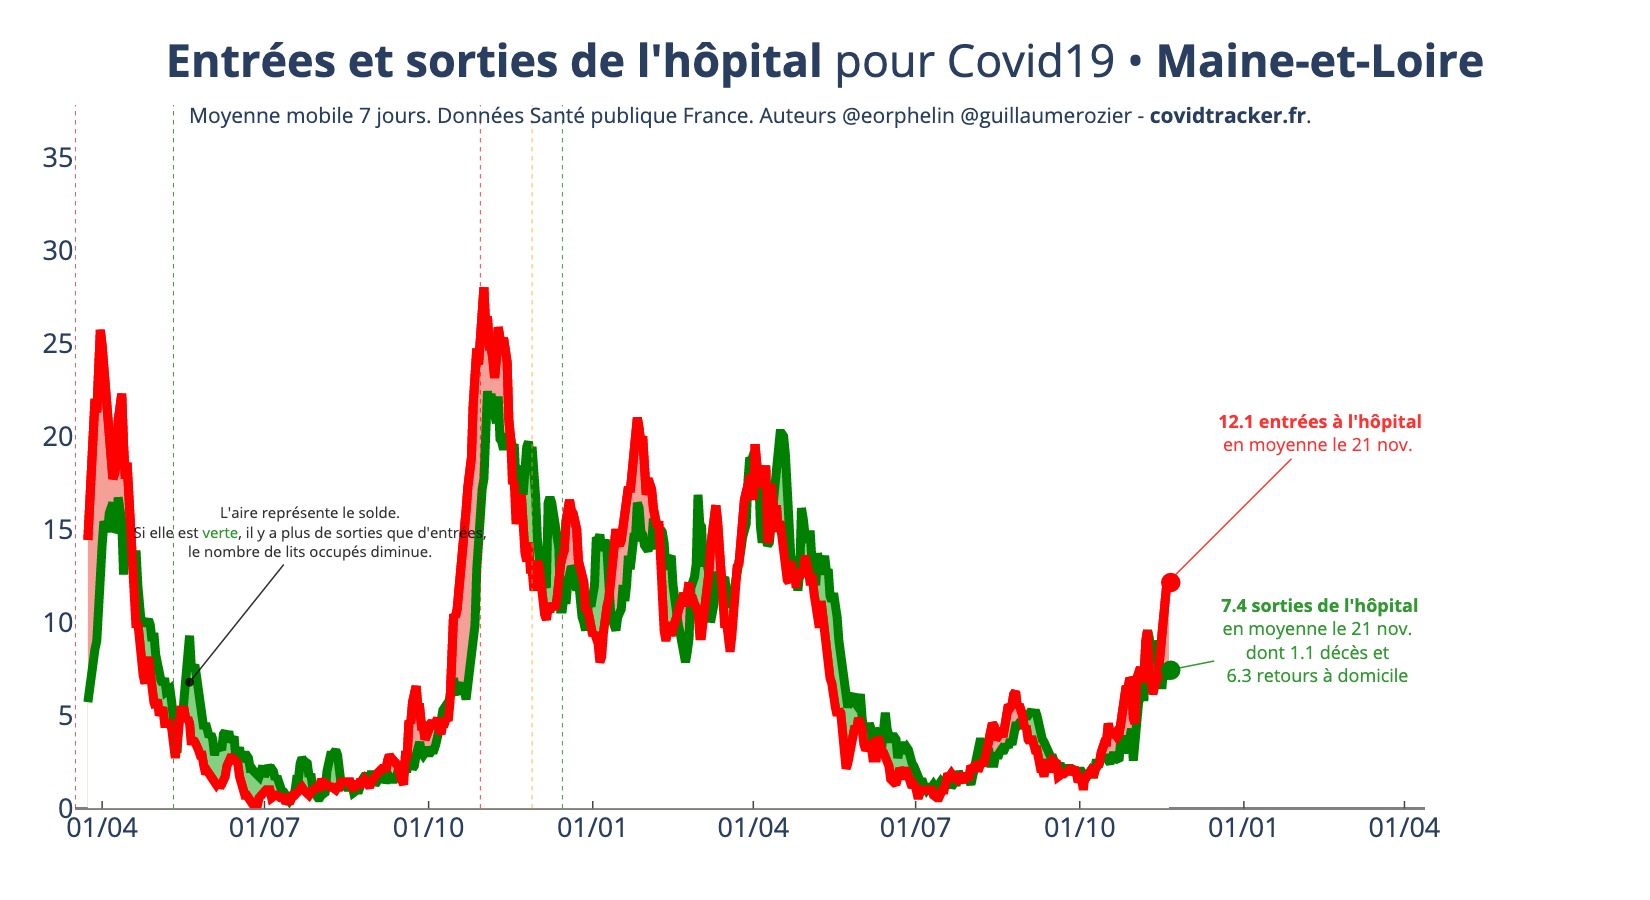 Entrées et sorties de l'hôpital pour Covid19 • Maine-et-Loire
Moyenne mobile 7 jours. Données Santé publique France. Auteurs @eorphelin @guillaumerozier - covidtracker.fr.
35
30
25
20
15
10
5
0
L'aire représente le solde.
Si elle est verte, il y a plus de sorties que d'entrées,
le nombre de lits occupés diminue.
12.1 entrées à l'hôpital
en moyenne le 21 nov.
7.4 sorties de l'hôpital
en moyenne le 21 nov.
dont 1.1 décès et
6.3 retours à domicile
01/04 01/07 01/10 01/01 01/04 01/07 01/10 01/01 01/04